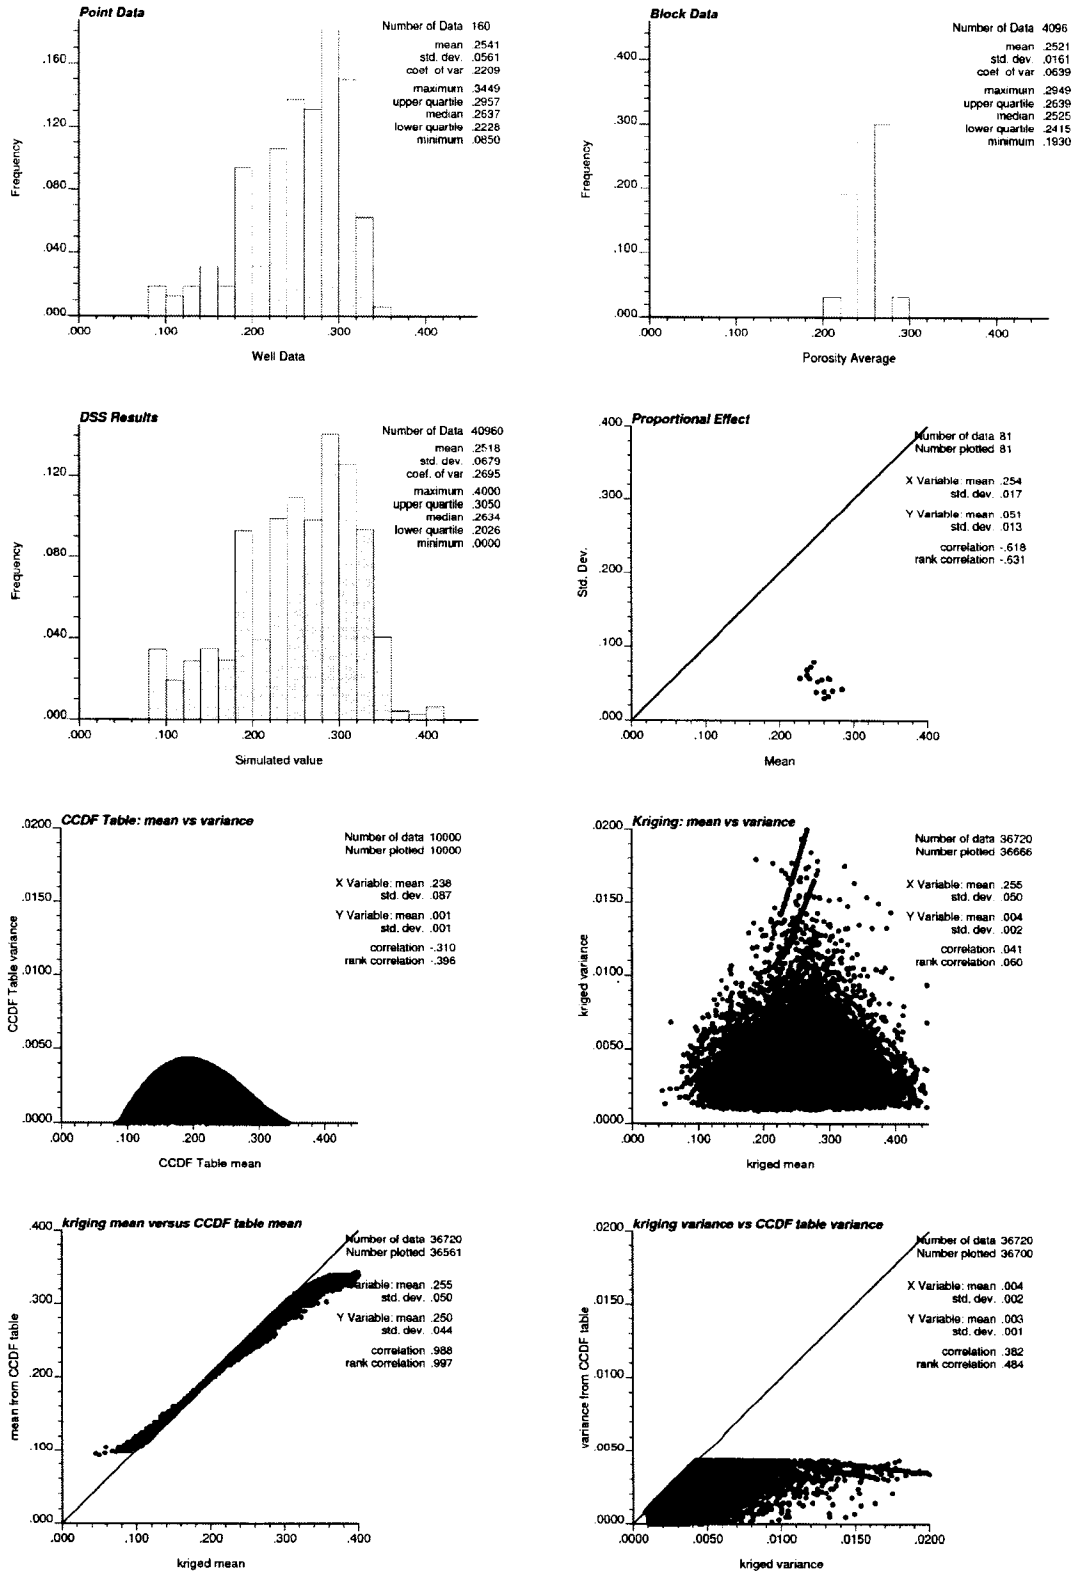 Point Data
Number of Data 160
mean .2541
std. dev. .0561
coef. of var .2209
maximum .3449
upper quartile .2957
median .2637
lower quartile .2228
minimum .0850
Frequency
.160
.120
.080
.040
.000
.000 .100 .200 .300 .400
Well Data
Block Data
Number of Data 4096
mean .2521
std. dev. .0161
coef. of var .0639
maximum .2949
upper quartile .2639
median .2525
lower quartile .2415
minimum .1930
Frequency
.400
.300
.200
.100
.000
.000 .100 .200 .300 .400
Porosity Average
DSS Results
Number of Data 40960
mean .2518
std. dev. .0679
coef. of var .2695
maximum .4000
upper quartile .3050
median .2634
lower quartile .2026
minimum .0000
Frequency
.120
.080
.040
.000
.000 .100 .200 .300 .400
Simulated value
Proportional Effect
Number of data 81
Number plotted 81
X Variable: mean .254
std. dev. .017
Y Variable: mean .051
std. dev .013
correlation -.618
rank correlation -.631
Std. Dev.
.400
.300
.200
.100
.000
.000 .100 .200 .300 .400
Mean
CCDF Table: mean vs variance
Number of data 10000
Number plotted 10000
X Variable: mean .238
std. dev. .087
Y Variable: mean .001
std. dev. .001
correlation -.310
rank correlation -.396
CCDF Table variance
.0200
.0150
.0100
.0050
.0000
.000 .100 .200 .300 .400
CCDF Table mean
Kriging: mean vs variance
Number of data 36720
Number plotted 36666
X Variable: mean .255
std. dev. .050
Y Variable: mean .004
std. dev. .002
correlation .041
rank correlation .060
kriged variance
.0200
.0150
.0100
.0050
.0000
.000 .100 .200 .300 .400
kriged mean
kriging mean versus CCDF table mean
Number of data 36720
Number plotted 36561
Variable: mean .255
std. dev. .050
Y Variable: mean .250
std. dev. .044
correlation .988
rank correlation .997
mean from CCDF table
.400
.300
.200
.100
.000
.000 .100 .200 .300 .400
kriged mean
kriging variance vs CCDF table variance
Number of data 36720
Number plotted 36700
X Variable: mean .004
std. dev. .002
Y Variable: mean .003
std. dev. .001
correlation .382
rank correlation .484
variance from CCDF table
.0200
.0150
.0100
.0050
.0000
.0000 .0050 .0100 .0150 .0200
kriged variance